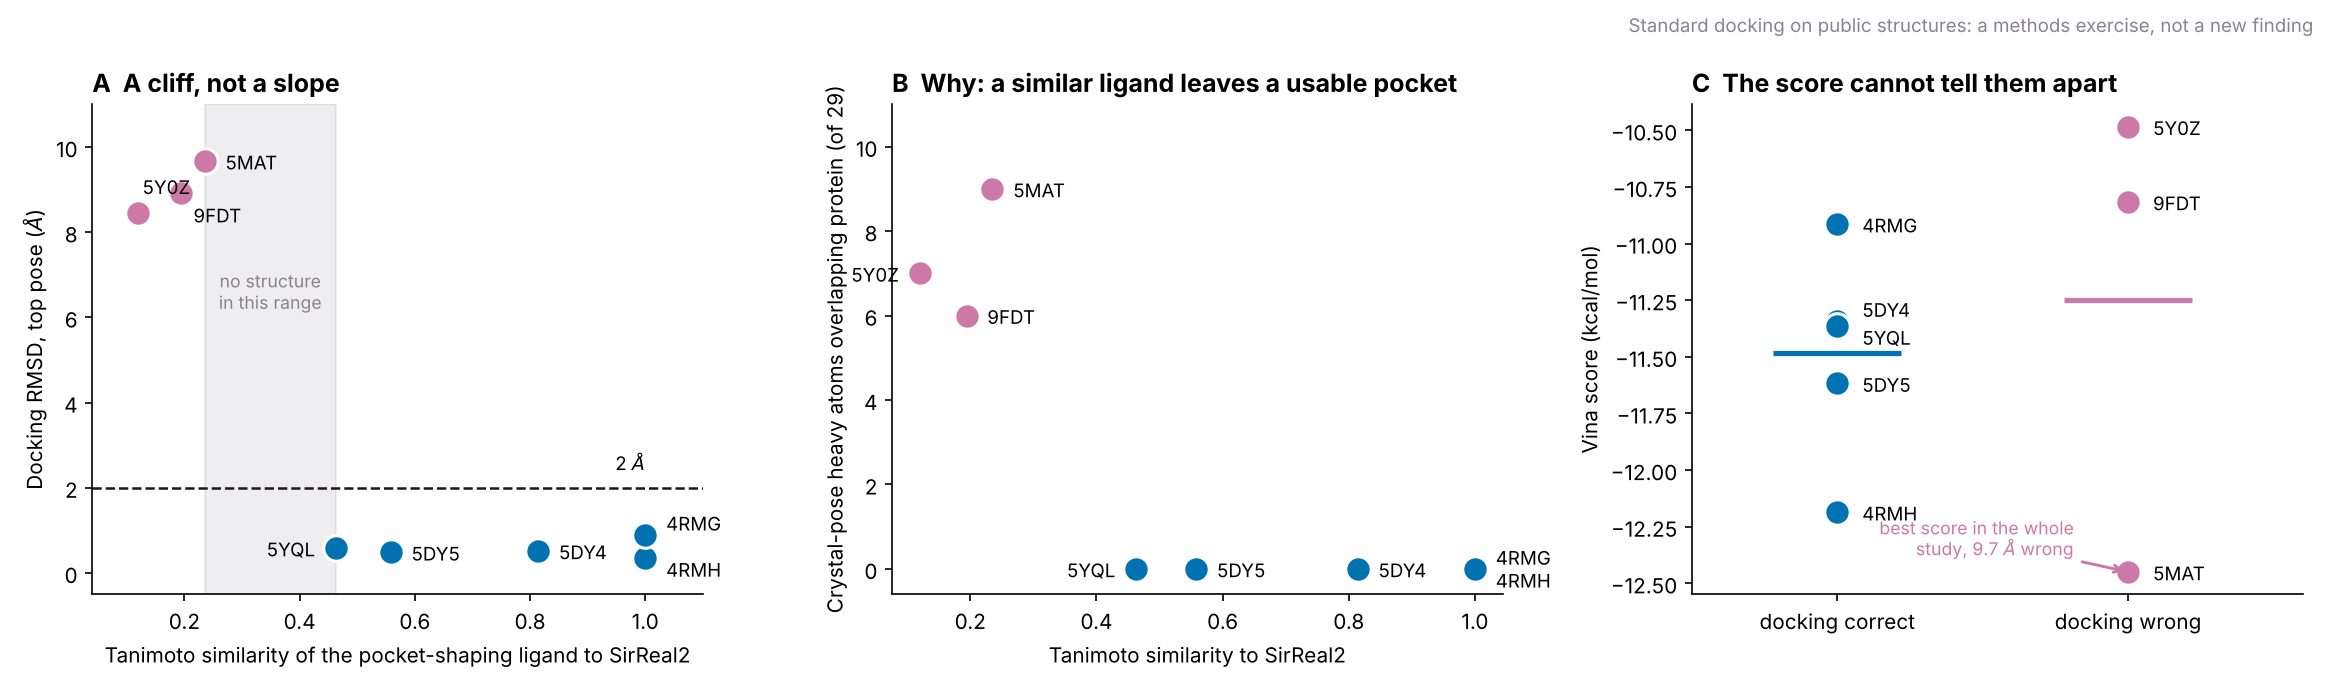 Standard docking on public structures: a methods exercise, not a new finding
A A cliff, not a slope
Docking RMSD, top pose (Å)
10
8
6
4
2
0
5MAT
5Y0Z
9FDT
no structure
in this range
2 Å
4RMG
5YQL
5DY5
5DY4
4RMH
0.2
0.4
0.6
0.8
1.0
Tanimoto similarity of the pocket-shaping ligand to SirReal2
B Why: a similar ligand leaves a usable pocket
Crystal-pose heavy atoms overlapping protein (of 29)
10
8
6
4
2
0
5MAT
5Y0Z
9FDT
5YQL
5DY5
5DY4
4RMG
4RMH
0.2
0.4
0.6
0.8
1.0
Tanimoto similarity to SirReal2
C The score cannot tell them apart
Vina score (kcal/mol)
−10.50
−10.75
−11.00
−11.25
−11.50
−11.75
−12.00
−12.25
−12.50
5Y0Z
9FDT
4RMG
5DY4
5YQL
5DY5
4RMH
best score in the whole
study, 9.7 Å wrong
5MAT
docking correct
docking wrong